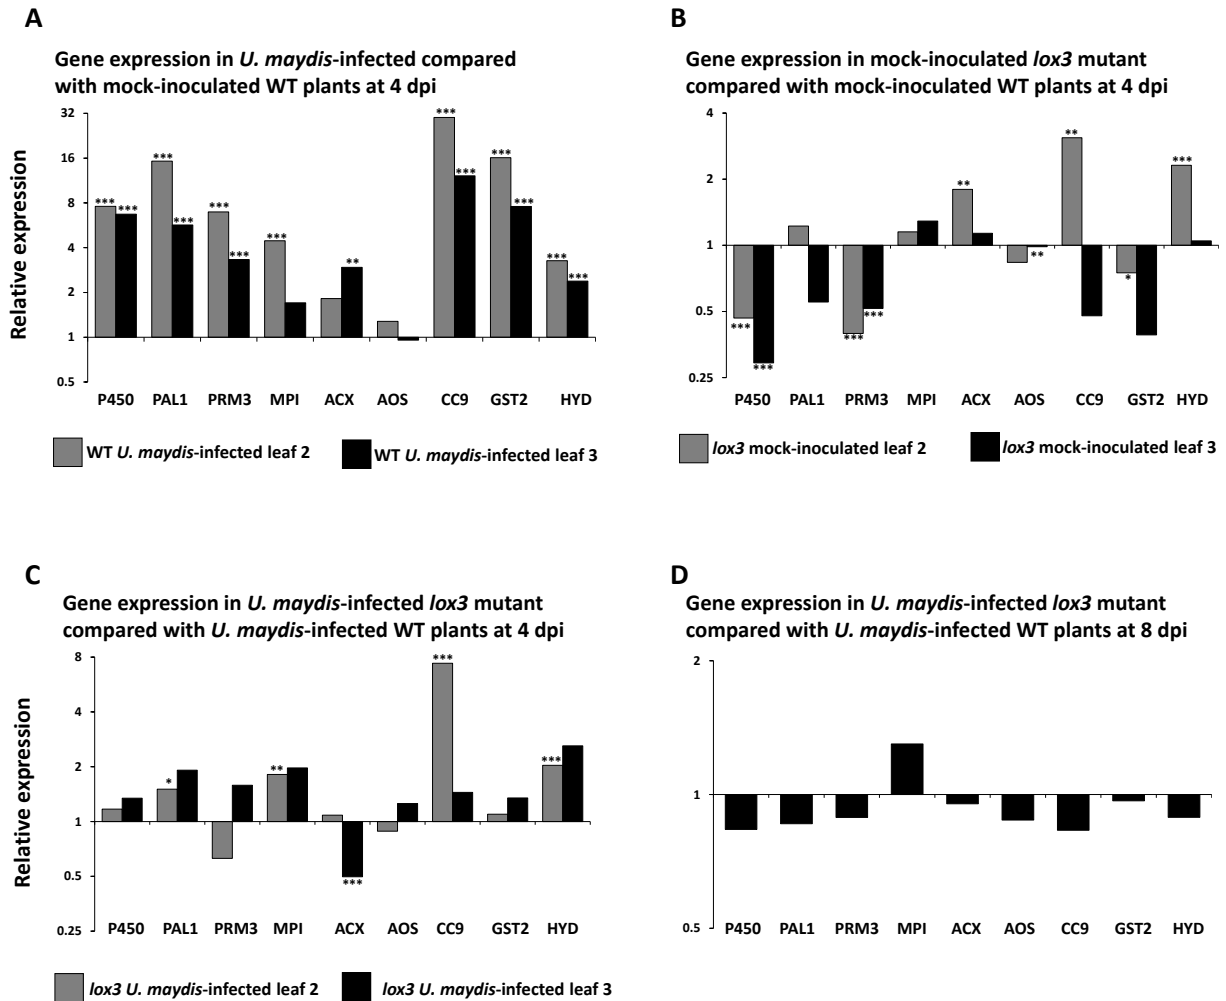 A
Gene expression in U. maydis-infected compared
with mock-inoculated WT plants at 4 dpi
Relative expression
32
16
8
4
2
1
0.5
*** *** *** *** *** *** *** ** *** *** *** *** *** ***
P450 PAL1 PRM3 MPI ACX AOS CC9 GST2 HYD
WT U. maydis-infected leaf 2 WT U. maydis-infected leaf 3
B
Gene expression in mock-inoculated lox3 mutant
compared with mock-inoculated WT plants at 4 dpi
4
2
1
0.5
0.25
*** *** *** *** ** ** ** * ***
P450 PAL1 PRM3 MPI ACX AOS CC9 GST2 HYD
lox3 mock-inoculated leaf 2 lox3 mock-inoculated leaf 3
C
Gene expression in U. maydis-infected lox3 mutant
compared with U. maydis-infected WT plants at 4 dpi
Relative expression
8
4
2
1
0.5
0.25
* ** *** *** ***
P450 PAL1 PRM3 MPI ACX AOS CC9 GST2 HYD
lox3 U. maydis-infected leaf 2 lox3 U. maydis-infected leaf 3
D
Gene expression in U. maydis-infected lox3 mutant
compared with U. maydis-infected WT plants at 8 dpi
2
1
0.5
P450 PAL1 PRM3 MPI ACX AOS CC9 GST2 HYD